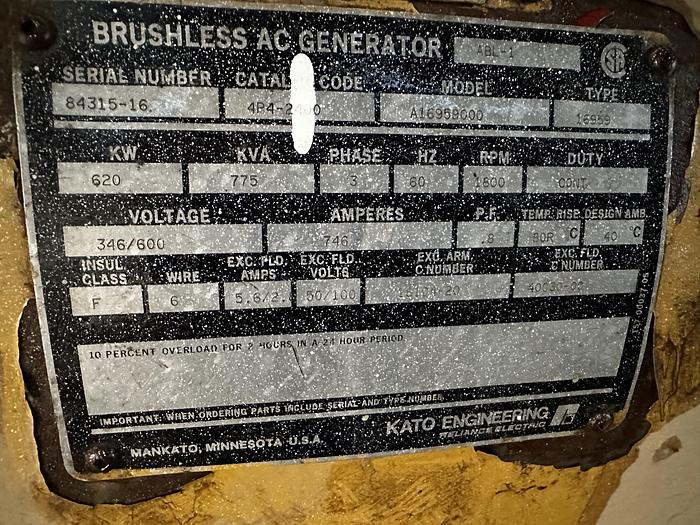 BRUSHLESS AC GENERATOR ABL-1
SERIAL NUMBER CATALOG CODE MODEL TYPE
84315-16 4P4-2400 A16959000 16959
KW KVA PHASE HZ RPM DUTY
620 775 3 60 1800 CONT
VOLTAGE AMPERES P.F. TEMP. RISE DESIGN AMB.
346/600 746 .8 80R °C 40 °C
INSUL CLASS WIRE EXC. FLD. AMPS EXC. FLD. VOLTS EXC. ARM. C.NUMBER EXC. FLD. C NUMBER
F 6 50/100
10 PERCENT OVERLOAD FOR 2 HOURS IN A 24 HOUR PERIOD
IMPORTANT: WHEN ORDERING PARTS INCLUDE SERIAL AND TYPE NUMBER
KATO ENGINEERING
RELIANCE ELECTRIC
MANKATO, MINNESOTA U.S.A.